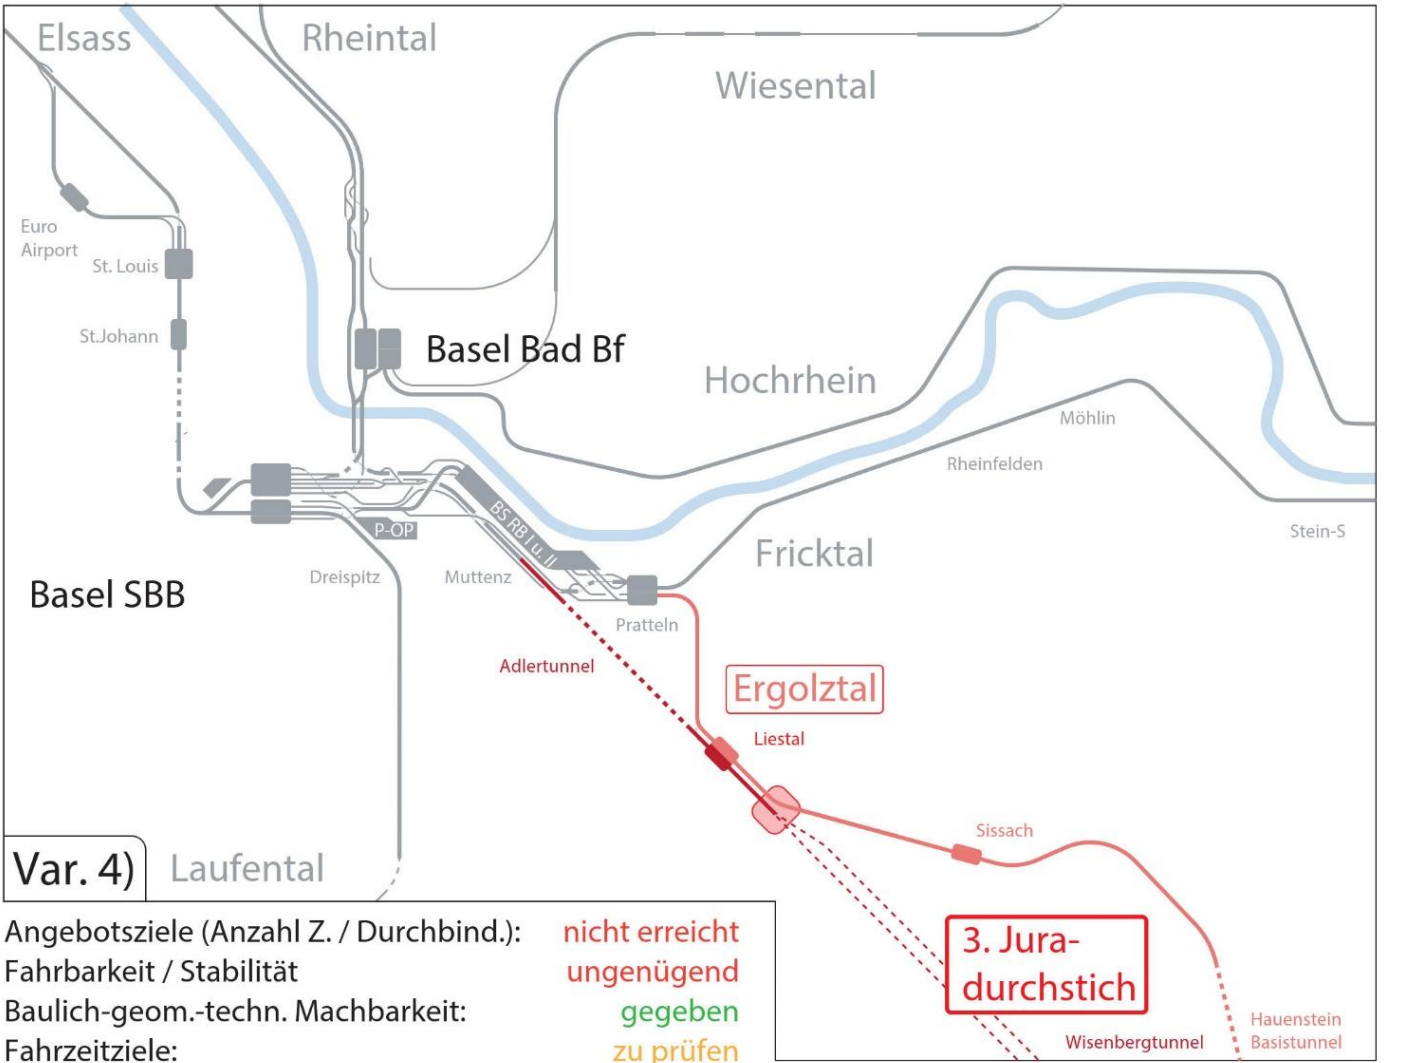 Elsass
Rheintal
Wiesental
Euro
Airport
St. Louis
St.Johann
Basel Bad Bf
Hochrhein
Möhlin
Rheinfelden
Stein-S
BS RB I u. II
P-OP
Fricktal
Dreispitz
Muttenz
Basel SBB
Pratteln
Adlertunnel
Ergolztal
Liestal
Sissach
Var. 4)
Laufental
3. Jura-
durchstich
Hauenstein
Basistunnel
Wisenbergtunnel
Angebotsziele (Anzahl Z. / Durchbind.): nicht erreicht
Fahrbarkeit / Stabilität ungenügend
Baulich-geom.-techn. Machbarkeit: gegeben
Fahrzeitziele: zu prüfen